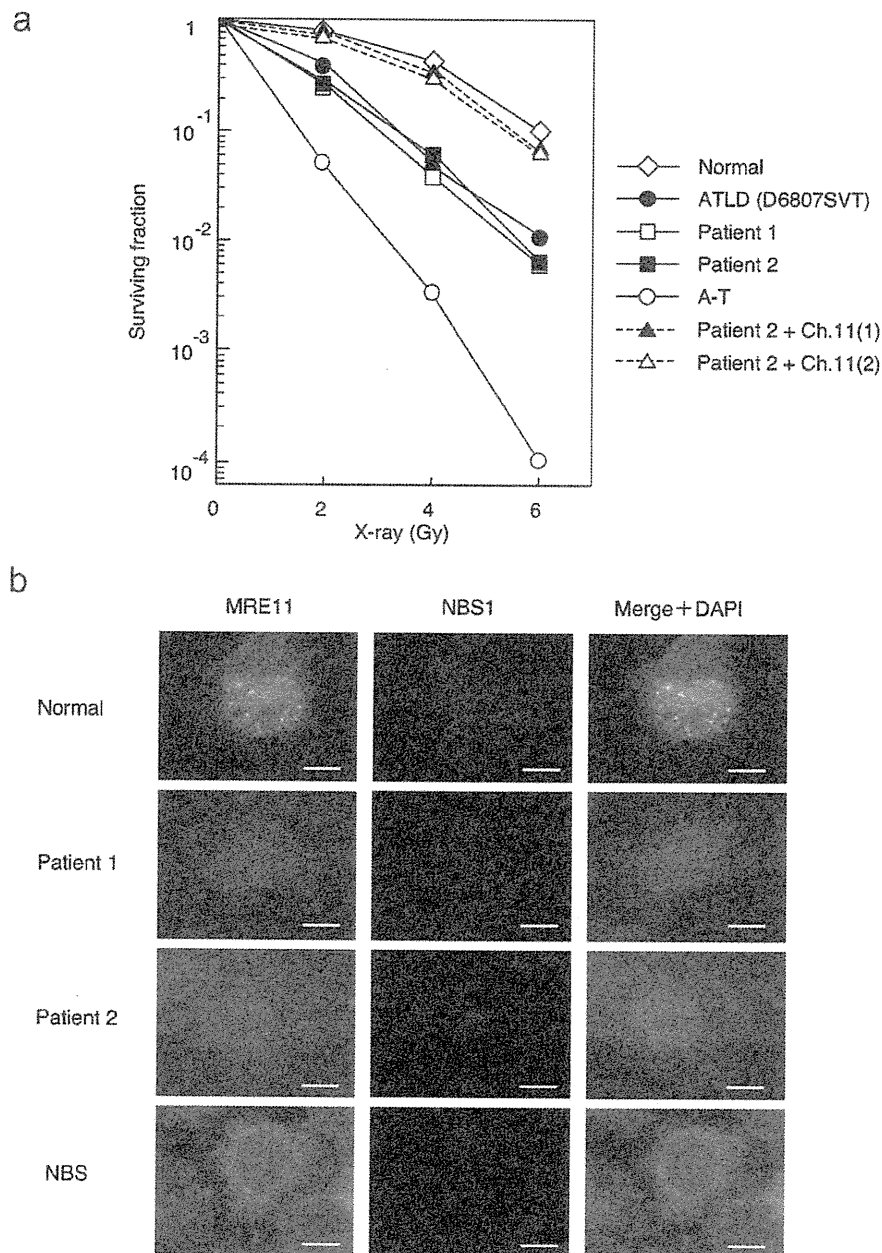 a
1
10-1
10-2
10-3
10-4
Surviving fraction
0 2 4 6
X-ray (Gy)
Normal
ATLD (D6807SVT)
Patient 1
Patient 2
A-T
Patient 2 + Ch.11(1)
Patient 2 + Ch.11(2)
b
MRE11 NBS1 Merge+DAPI
Normal
Patient 1
Patient 2
NBS